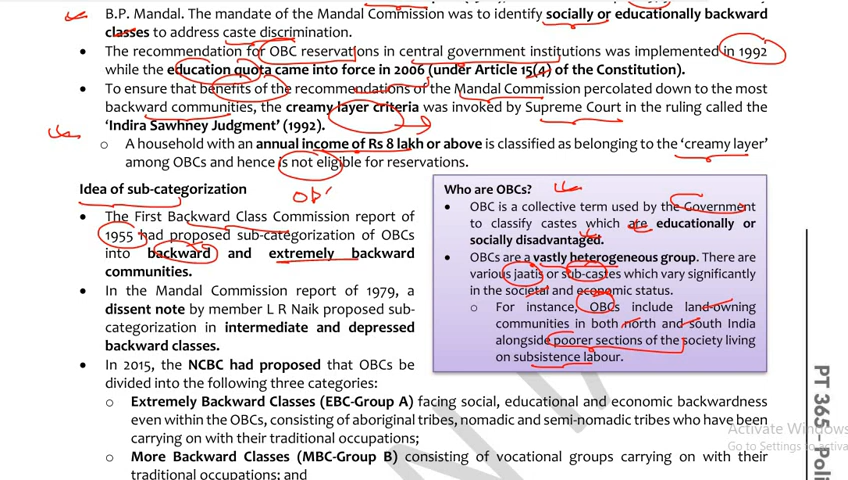 B.P. Mandal. The mandate of the Mandal Commission was to identify socially or educationally backward
classes to address caste discrimination.
• The recommendation for OBC reservations in central government institutions was implemented in 1992
while the education quota came into force in 2006 (under Article 15(4) of the Constitution).
• To ensure that benefits of the recommendations of the Mandal Commission percolated down to the most
backward communities, the creamy layer criteria was invoked by Supreme Court in the ruling called the
'Indira Sawhney Judgment' (1992).
o A household with an annual income of Rs 8 lakh or above is classified as belonging to the 'creamy layer'
among OBCs and hence is not eligible for reservations.
Idea of sub-categorization
• The First Backward Class Commission report of
1955 had proposed sub-categorization of OBCs
into backward and extremely backward
communities.
• In the Mandal Commission report of 1979, a
dissent note by member L R Naik proposed sub-
categorization in intermediate and depressed
backward classes.
• In 2015, the NCBC had proposed that OBCs be
divided into the following three categories:
Who are OBCs?
• OBC is a collective term used by the Government
to classify castes which are educationally or
socially disadvantaged.
• OBCs are a vastly heterogeneous group. There are
various jaatis or sub-castes which vary significantly
in the societal and economic status.
o For instance, OBCs include land-owning
communities in both north and south India
alongside poorer sections of the society living
on subsistence labour.
o Extremely Backward Classes (EBC-Group A) facing social, educational and economic backwardness
even within the OBCs, consisting of aboriginal tribes, nomadic and semi-nomadic tribes who have been
carrying on with their traditional occupations;
o More Backward Classes (MBC-Group B) consisting of vocational groups carrying on with their
traditional occupations; and
PT 365 - Poli
Activate Windows
Go to Settings to activa